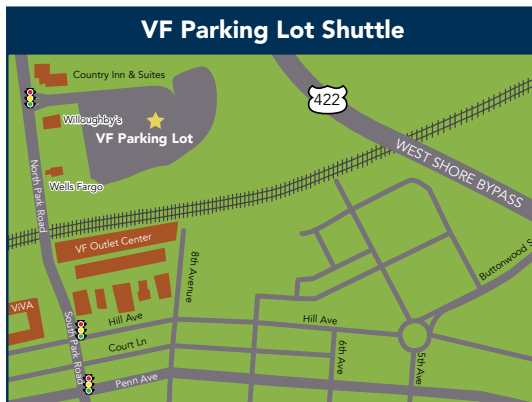 VF Parking Lot Shuttle
Country Inn & Suites
422
Willoughby's
VF Parking Lot
WEST SHORE BYPASS
North Park Road
Wells Fargo
VF Outlet Center
8th Avenue
Buttonwood S
ViVA
South Park Road
Hill Ave
Hill Ave
Court Ln
6th Ave
5th Ave
Penn Ave